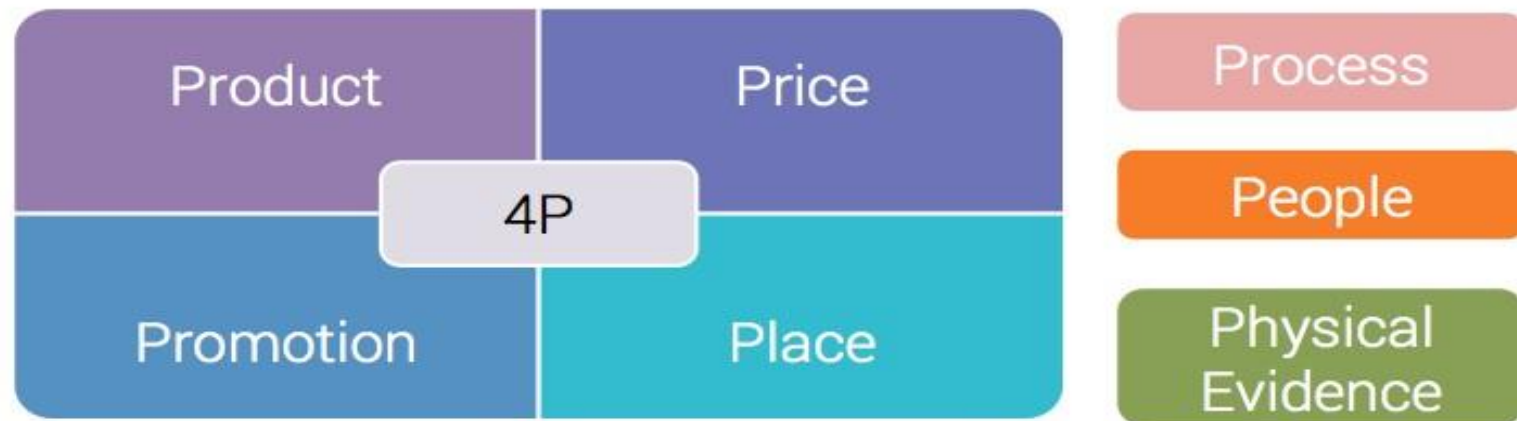 Product
Price
4P
Promotion
Place
Process
People
Physical
Evidence